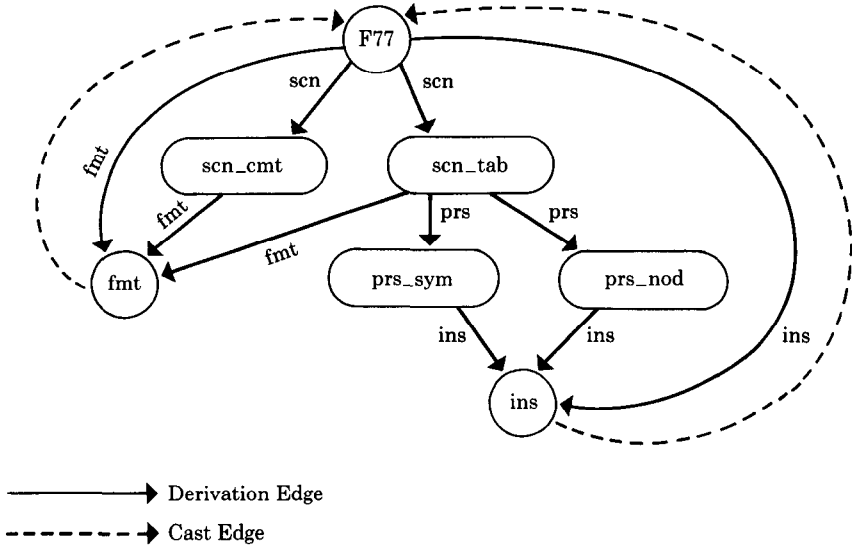 F77
scn
scn
fmt
scn_cmt
scn_tab
fmt
prs
prs
fmt
fmt
prs_sym
prs_nod
ins
ins
ins
ins
Derivation Edge
Cast Edge